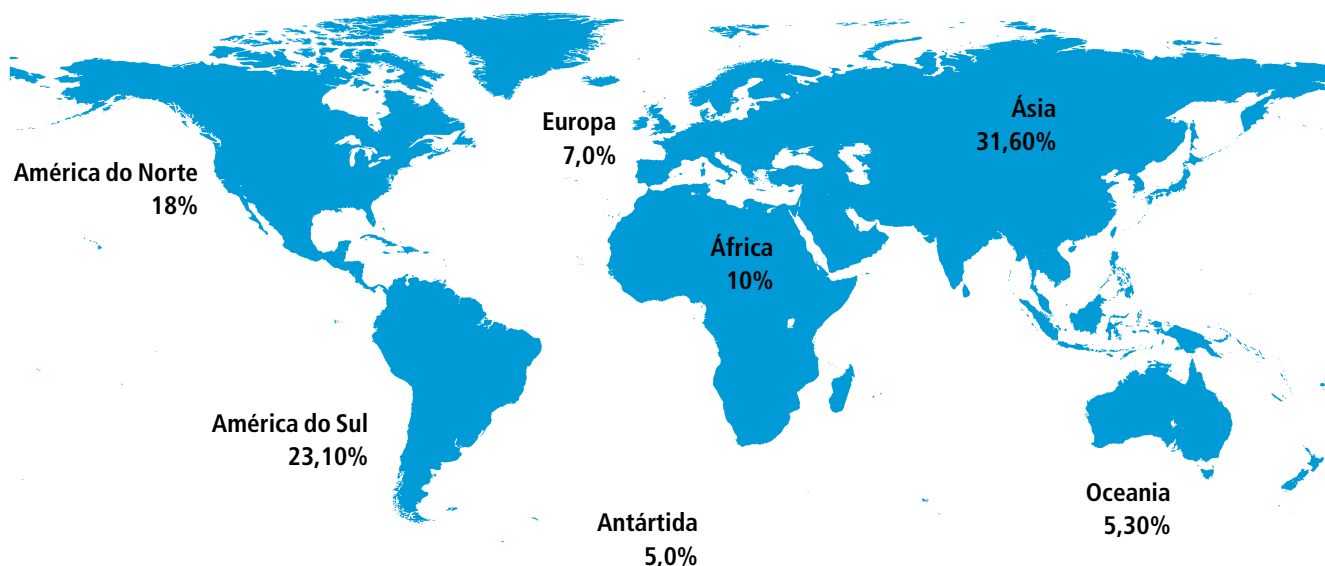 Europa
7,0%
Ásia
31,60%
América do Norte
18%
África
10%
América do Sul
23,10%
Oceania
5,30%
Antártida
5,0%